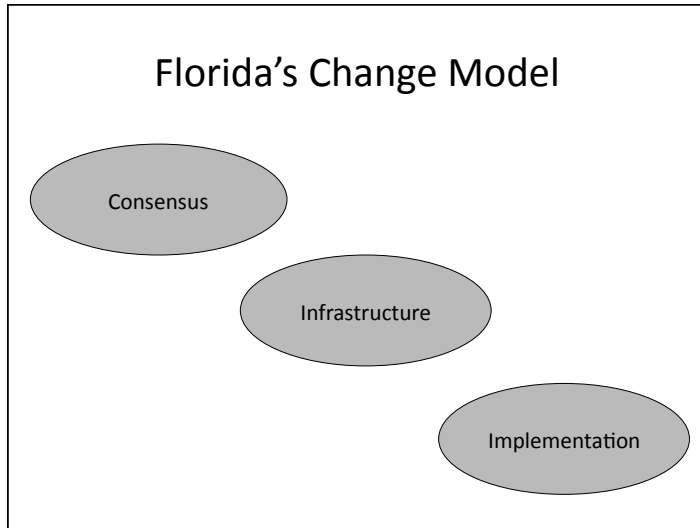 Florida’s Change Model
Consensus
Infrastructure
Implementation